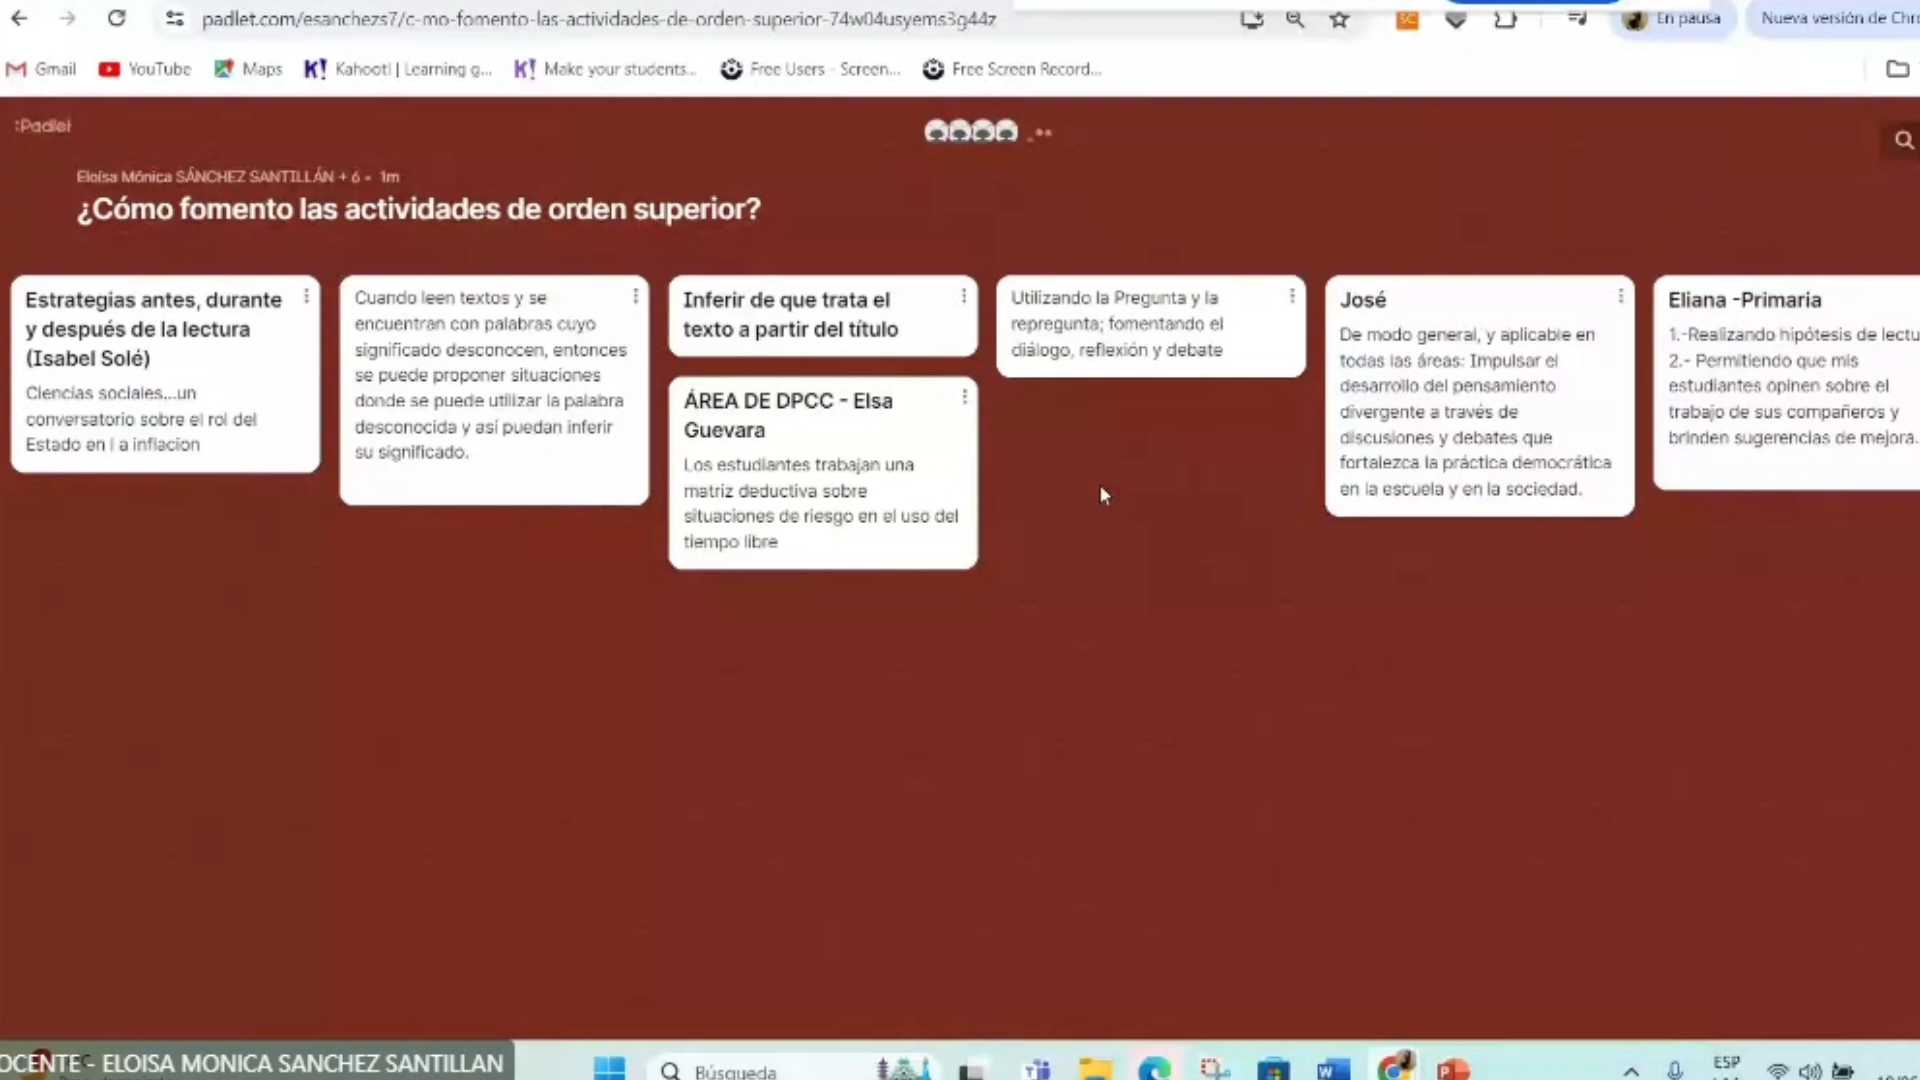 padlet.com/esanchezs7/c-mo-fomento-las-actividades-de-orden-superior-74w04usyems3g44z
En pausa
Nueva versión de Chro
Gmail
YouTube
Maps
Kahoot! | Learning g...
Make your students...
Free Users - Screen...
Free Screen Record...
:Padlet
Eloísa Mónica SÁNCHEZ SANTILLÁN + 6 • 1m
¿Cómo fomento las actividades de orden superior?
Estrategias antes, durante
y después de la lectura
(Isabel Solé)
Ciencias sociales...un
conversatorio sobre el rol del
Estado en l a inflacion
Cuando leen textos y se
encuentran con palabras cuyo
significado desconocen, entonces
se puede proponer situaciones
donde se puede utilizar la palabra
desconocida y así puedan inferir
su significado.
Inferir de que trata el
texto a partir del título
ÁREA DE DPCC - Elsa
Guevara
Los estudiantes trabajan una
matriz deductiva sobre
situaciones de riesgo en el uso del
tiempo libre
Utilizando la Pregunta y la
repregunta; fomentando el
diálogo, reflexión y debate
José
De modo general, y aplicable en
todas las áreas: Impulsar el
desarrollo del pensamiento
divergente a través de
discusiones y debates que
fortalezca la práctica democrática
en la escuela y en la sociedad.
Eliana -Primaria
1.-Realizando hipótesis de lectu
2.- Permitiendo que mis
estudiantes opinen sobre el
trabajo de sus compañeros y
brinden sugerencias de mejora.
OCENTE - ELOISA MONICA SANCHEZ SANTILLAN
Búsqueda
ESP